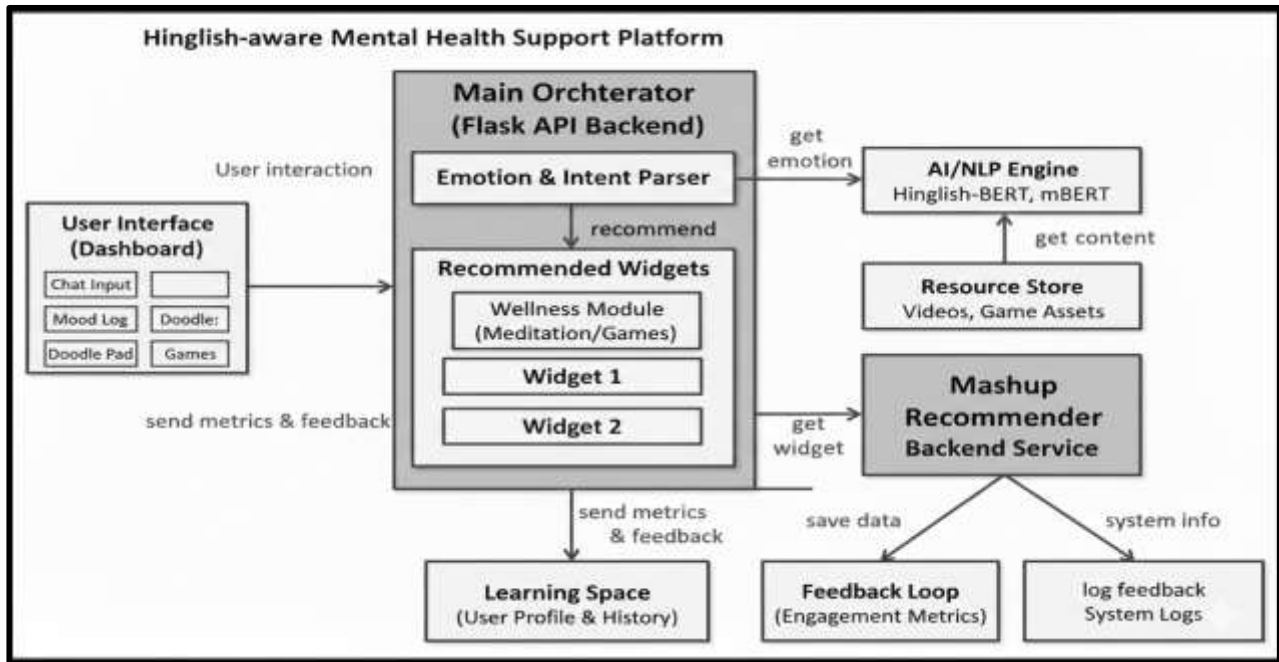 Hinglish-aware Mental Health Support Platform
Main Orchterator
(Flask API Backend)
User interaction
Emotion & Intent Parser
get
emotion
AI/NLP Engine
Hinglish-BERT, mBERT
recommend
get content
User Interface
(Dashboard)
Chat Input
Mood Log
Doodle:
Doodle Pad
Games
Recommended Widgets
Wellness Module
(Meditation/Games)
Widget 1
Widget 2
Resource Store
Videos, Game Assets
send metrics & feedback
get
widget
Mashup
Recommender
Backend Service
send metrics
& feedback
save data
system info
Learning Space
(User Profile & History)
Feedback Loop
(Engagement Metrics)
log feedback
System Logs